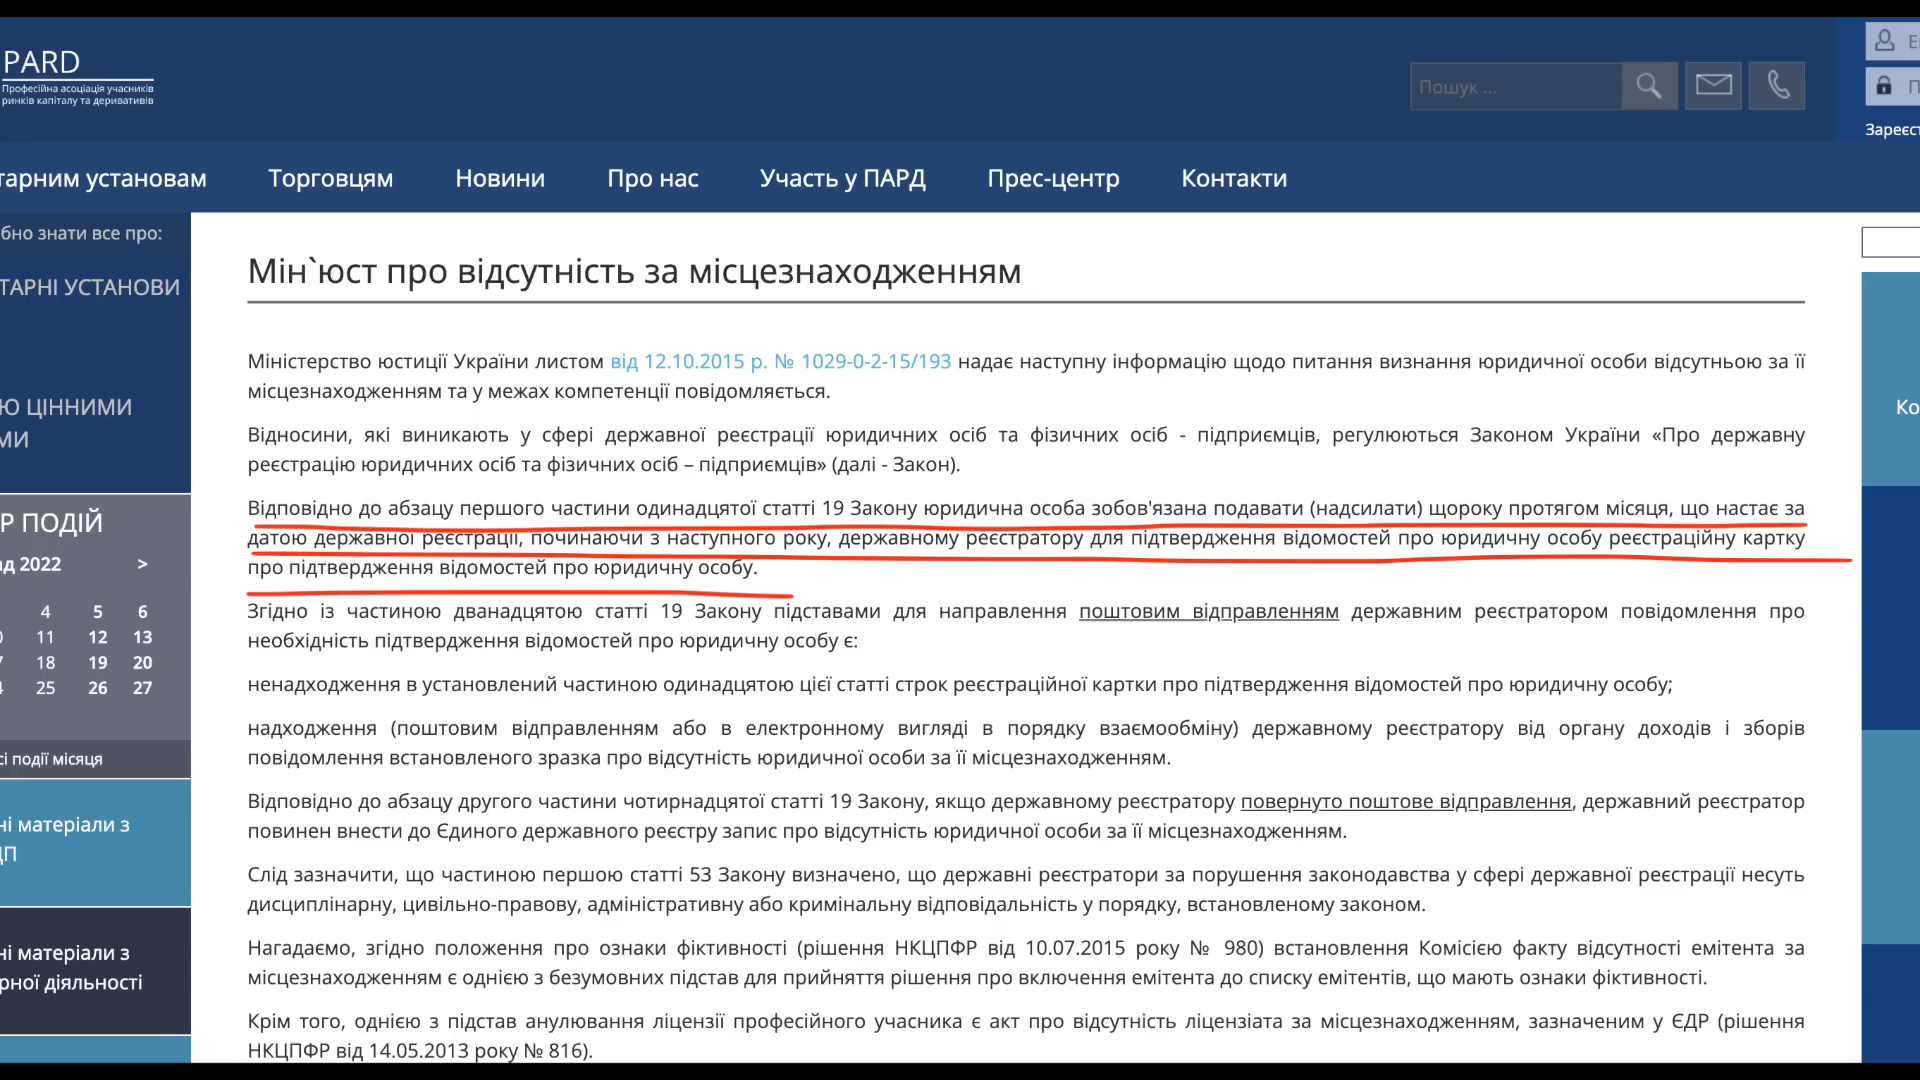 PARD
Професійна асоціація учасників
ринків капіталу та деривативів
Пошук ...
Зареєст
тарним установам
Торговцям
Новини
Про нас
Участь у ПАРД
Прес-центр
Контакти
бно знати все про:
ТАРНІ УСТАНОВИ
Ю ЦІННИМИ
МИ
Р ПОДІЙ
ад 2022 >
4 5 6
11 12 13
18 19 20
25 26 27
сі події місяця
ні матеріали з
ЦП
ні матеріали з
рної діяльності
Мін`юст про відсутність за місцезнаходженням
Міністерство юстиції України листом від 12.10.2015 р. № 1029-0-2-15/193 надає наступну інформацію щодо питання визнання юридичної особи відсутньою за її
місцезнаходженням та у межах компетенції повідомляється.
Відносини, які виникають у сфері державної реєстрації юридичних осіб та фізичних осіб - підприємців, регулюються Законом України «Про державну
реєстрацію юридичних осіб та фізичних осіб – підприємців» (далі - Закон).
Відповідно до абзацу першого частини одинадцятої статті 19 Закону юридична особа зобов'язана подавати (надсилати) щороку протягом місяця, що настає за
датою державної реєстрації, починаючи з наступного року, державному реєстратору для підтвердження відомостей про юридичну особу реєстраційну картку
про підтвердження відомостей про юридичну особу.
Згідно із частиною дванадцятою статті 19 Закону підставами для направлення поштовим відправленням державним реєстратором повідомлення про
необхідність підтвердження відомостей про юридичну особу є:
ненадходження в установлений частиною одинадцятою цієї статті строк реєстраційної картки про підтвердження відомостей про юридичну особу;
надходження (поштовим відправленням або в електронному вигляді в порядку взаємообміну) державному реєстратору від органу доходів і зборів
повідомлення встановленого зразка про відсутність юридичної особи за її місцезнаходженням.
Відповідно до абзацу другого частини чотирнадцятої статті 19 Закону, якщо державному реєстратору повернуто поштове відправлення, державний реєстратор
повинен внести до Єдиного державного реєстру запис про відсутність юридичної особи за її місцезнаходженням.
Слід зазначити, що частиною першою статті 53 Закону визначено, що державні реєстратори за порушення законодавства у сфері державної реєстрації несуть
дисциплінарну, цивільно-правову, адміністративну або кримінальну відповідальність у порядку, встановленому законом.
Нагадаємо, згідно положення про ознаки фіктивності (рішення НКЦПФР від 10.07.2015 року № 980) встановлення Комісією факту відсутності емітента за
місцезнаходженням є однією з безумовних підстав для прийняття рішення про включення емітента до списку емітентів, що мають ознаки фіктивності.
Крім того, однією з підстав анулювання ліцензії професійного учасника є акт про відсутність ліцензіата за місцезнаходженням, зазначеним у ЄДР (рішення
НКЦПФР від 14.05.2013 року № 816).
Ко